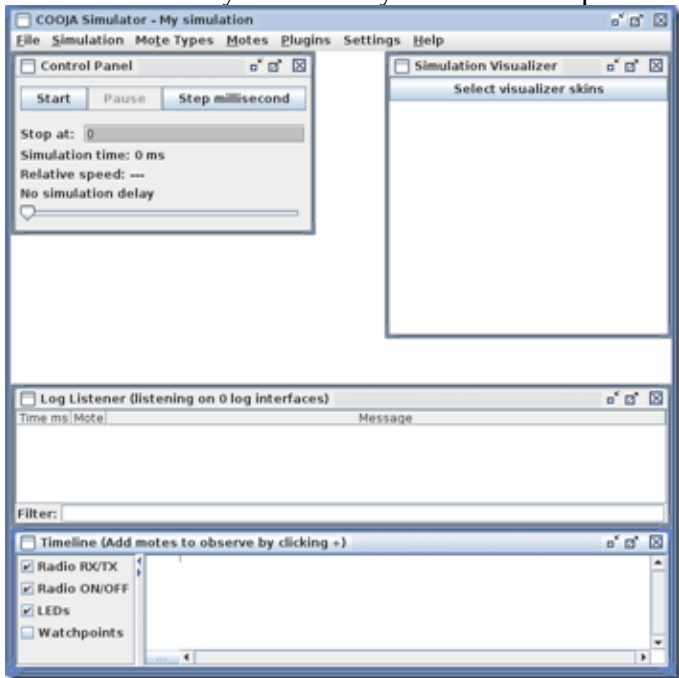 COOJA Simulator - My simulation
File Simulation Mote Types Motes Plugins Settings Help
Control Panel
Start Pause Step millisecond
Stop at: 0
Simulation time: 0 ms
Relative speed: ---
No simulation delay
Simulation Visualizer
Select visualizer skins
Log Listener (listening on 0 log interfaces)
Time ms Mote Message
Filter:
Timeline (Add motes to observe by clicking +)
Radio RX/TX
Radio ON/OFF
LEDs
Watchpoints
...